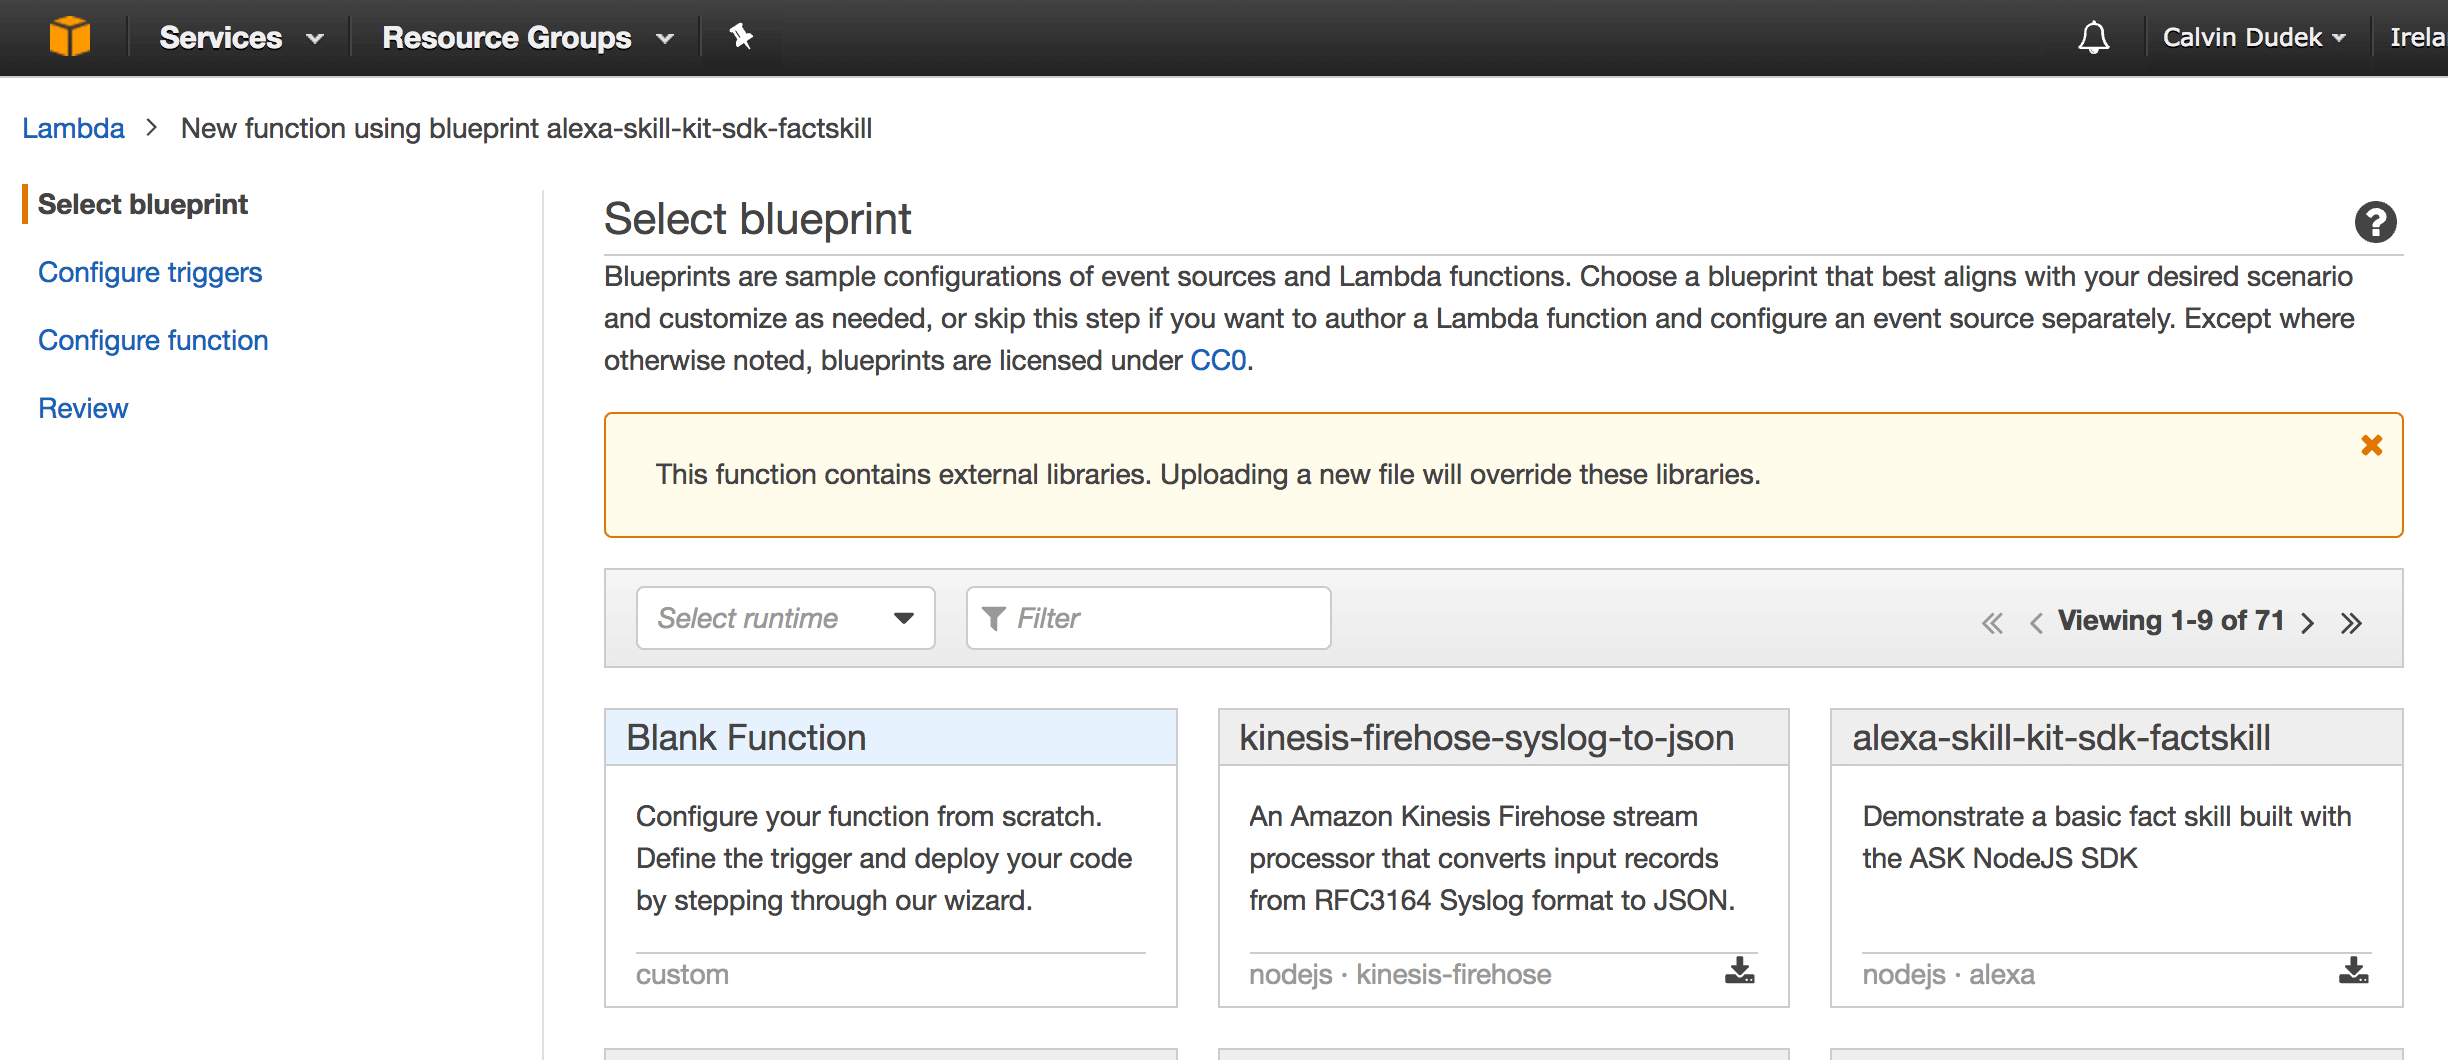 Services
Resource Groups
Calvin Dudek
Irela
Lambda > New function using blueprint alexa-skill-kit-sdk-factskill
Select blueprint
Configure triggers
Configure function
Review
Select blueprint
Blueprints are sample configurations of event sources and Lambda functions. Choose a blueprint that best aligns with your desired scenario
and customize as needed, or skip this step if you want to author a Lambda function and configure an event source separately. Except where
otherwise noted, blueprints are licensed under CC0.
This function contains external libraries. Uploading a new file will override these libraries.
Select runtime
Filter
« < Viewing 1-9 of 71 > »
Blank Function
Configure your function from scratch.
Define the trigger and deploy your code
by stepping through our wizard.
custom
kinesis-firehose-syslog-to-json
An Amazon Kinesis Firehose stream
processor that converts input records
from RFC3164 Syslog format to JSON.
nodejs · kinesis-firehose
alexa-skill-kit-sdk-factskill
Demonstrate a basic fact skill built with
the ASK NodeJS SDK
nodejs · alexa